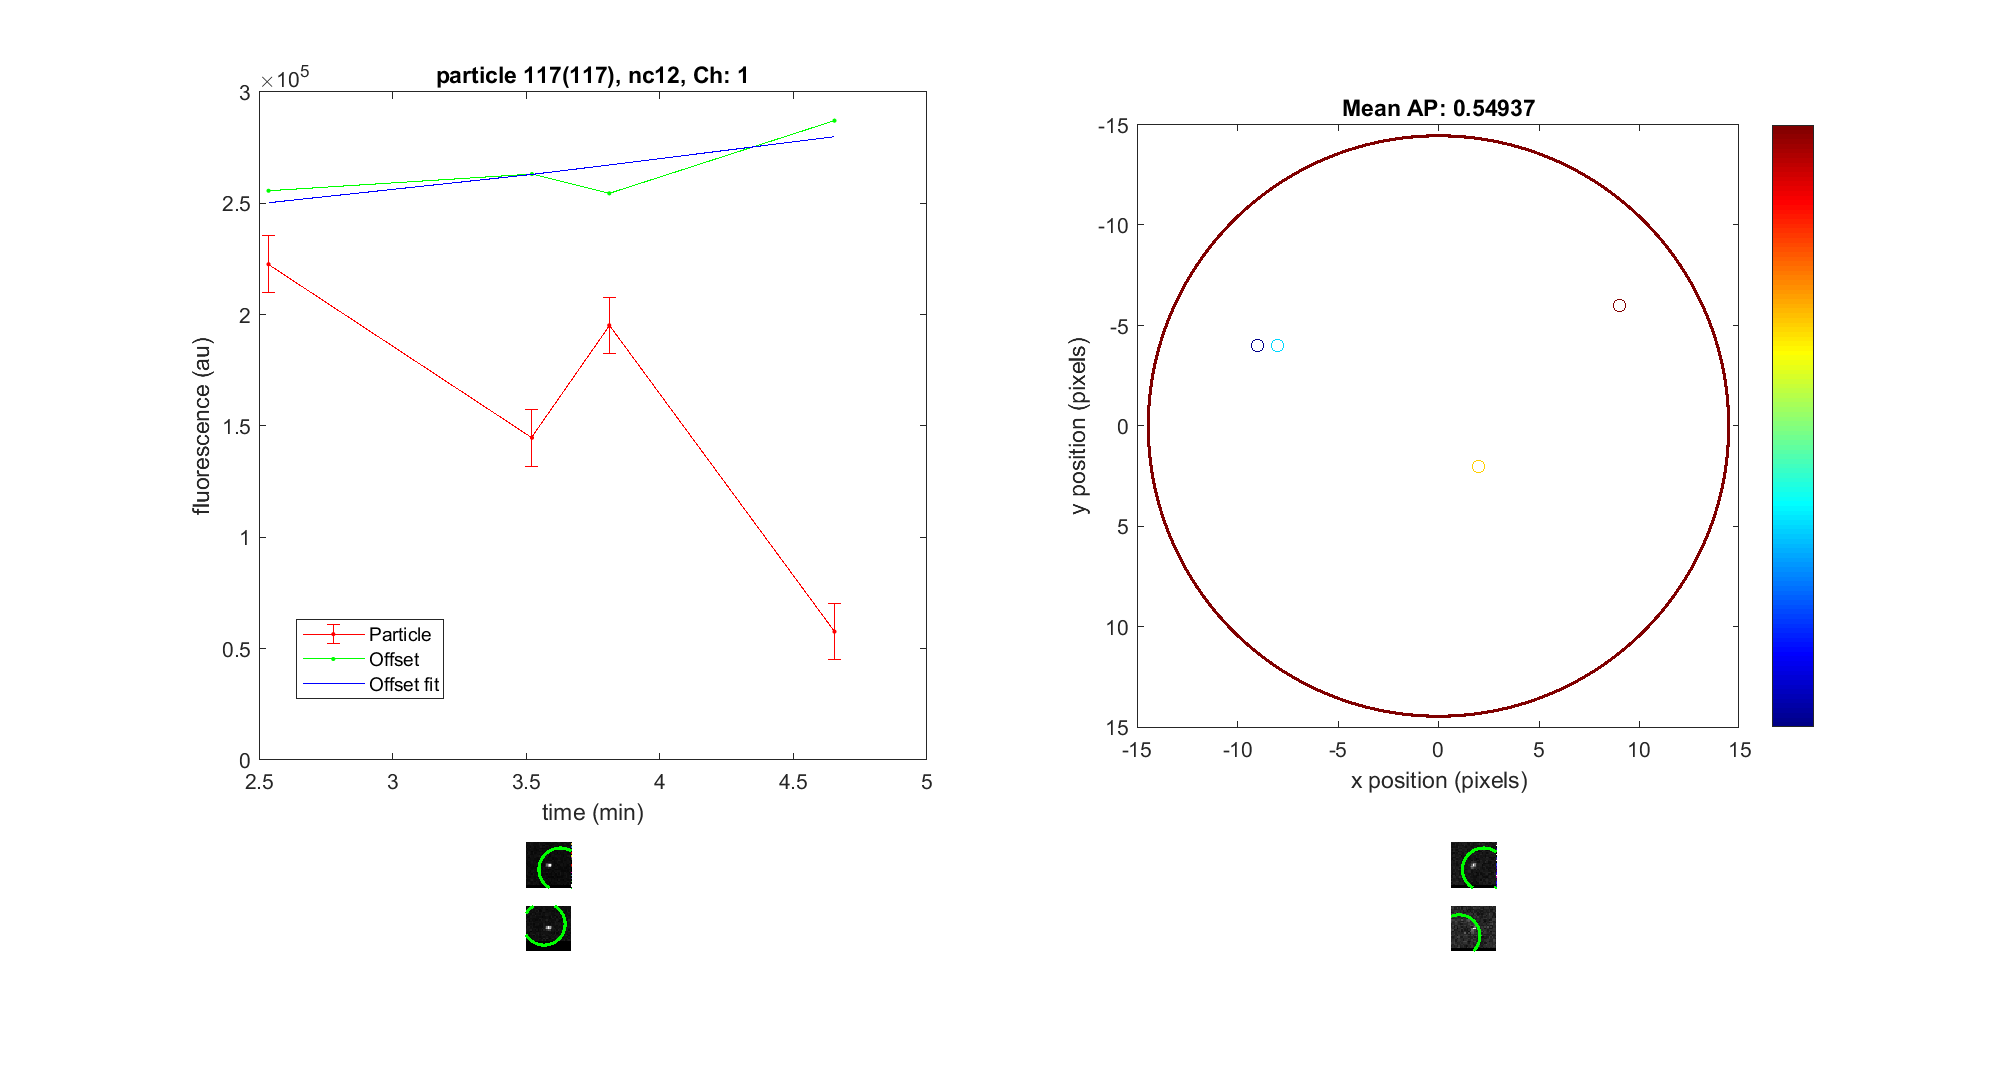 particle 117(117), nc12, Ch: 1
×10^5
3
2.5
2
1.5
1
0.5
0
fluorescence (au)
2.5 3 3.5 4 4.5 5
time (min)
Particle
Offset
Offset fit
Mean AP: 0.54937
-15
-10
-5
0
5
10
15
y position (pixels)
-15 -10 -5 0 5 10 15
x position (pixels)